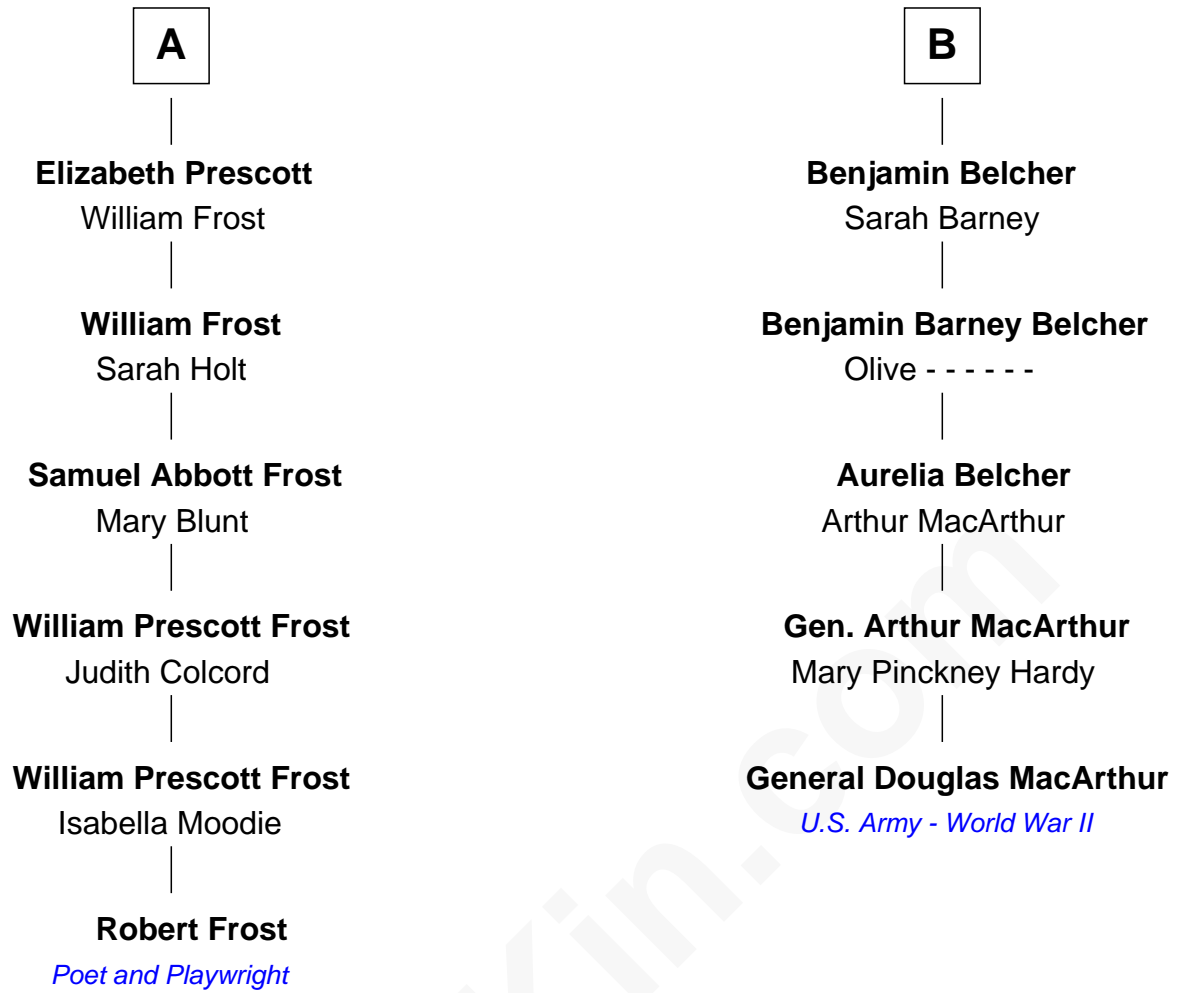 A
Elizabeth Prescott
William Frost
William Frost
Sarah Holt
Samuel Abbott Frost
Mary Blunt
William Prescott Frost
Judith Colcord
William Prescott Frost
Isabella Moodie
Robert Frost
Poet and Playwright
B
Benjamin Belcher
Sarah Barney
Benjamin Barney Belcher
Olive - - - - - -
Aurelia Belcher
Arthur MacArthur
Gen. Arthur MacArthur
Mary Pinckney Hardy
General Douglas MacArthur
U.S. Army - World War II
Kin.com